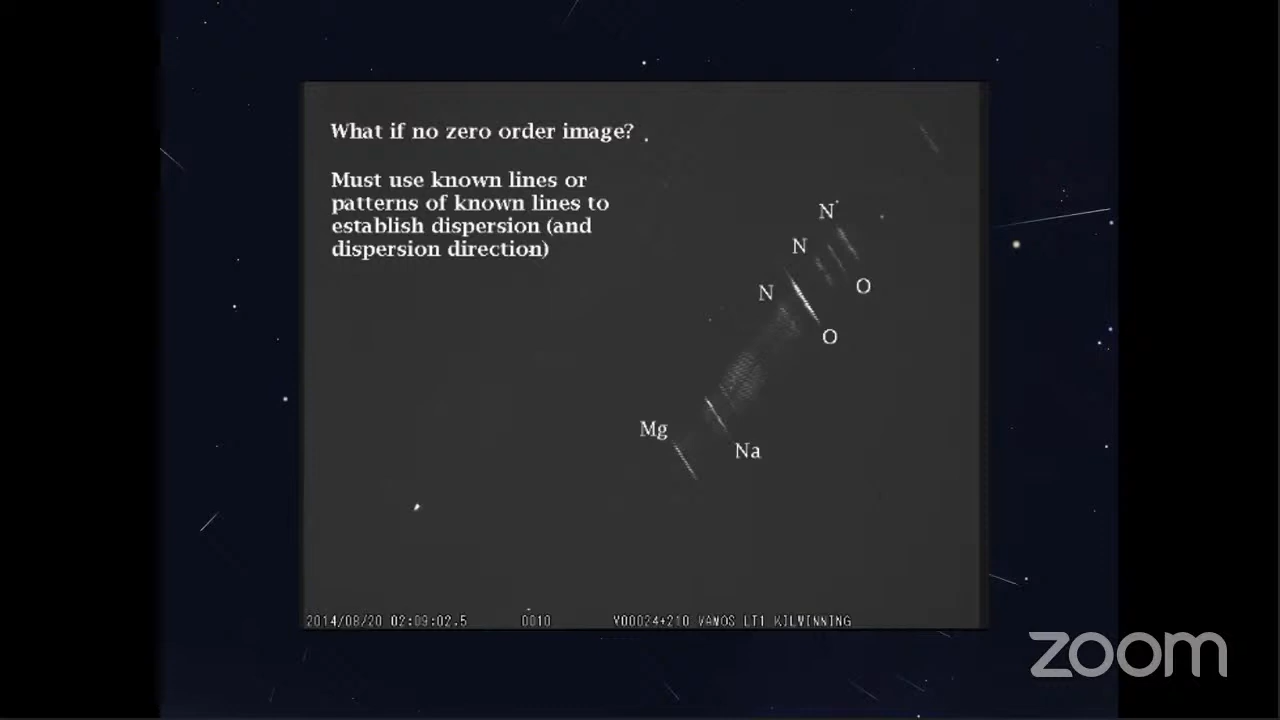 What if no zero order image?
Must use known lines or
patterns of known lines to
establish dispersion (and
dispersion direction)
N
N
N
O
O
Mg
Na
2014/08/20 02:09:02.5 0010 V00024+210 VAMOS LT1 KILWINNING
zoom